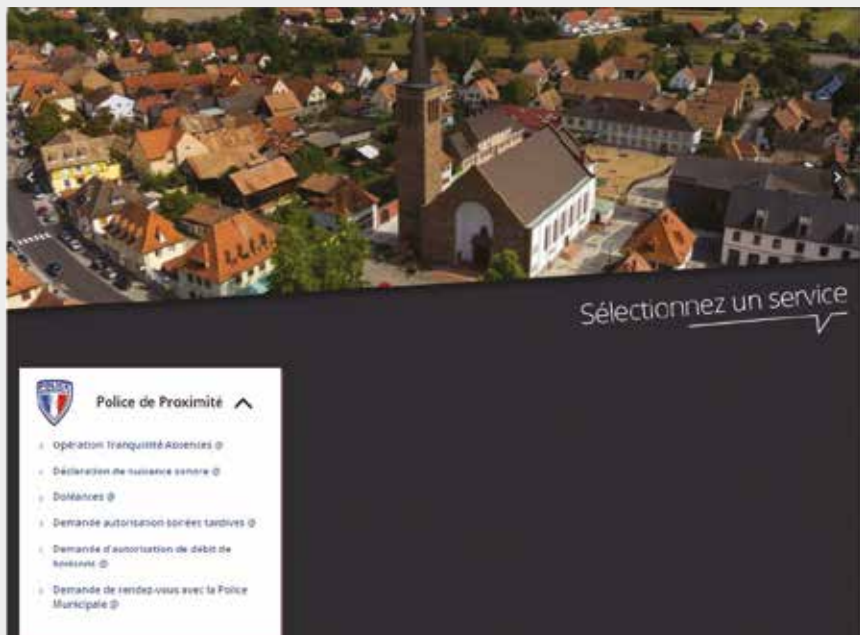 Sélectionnez un service
POLICE
Police de Proximité
Opération Tranquillité Absences @
Déclaration de nuisance sonore @
Doléances @
Demande autorisation soirées tardives @
Demande d'autorisation de débit de
boissons @
Demande de rendez-vous avec la Police
Municipale @